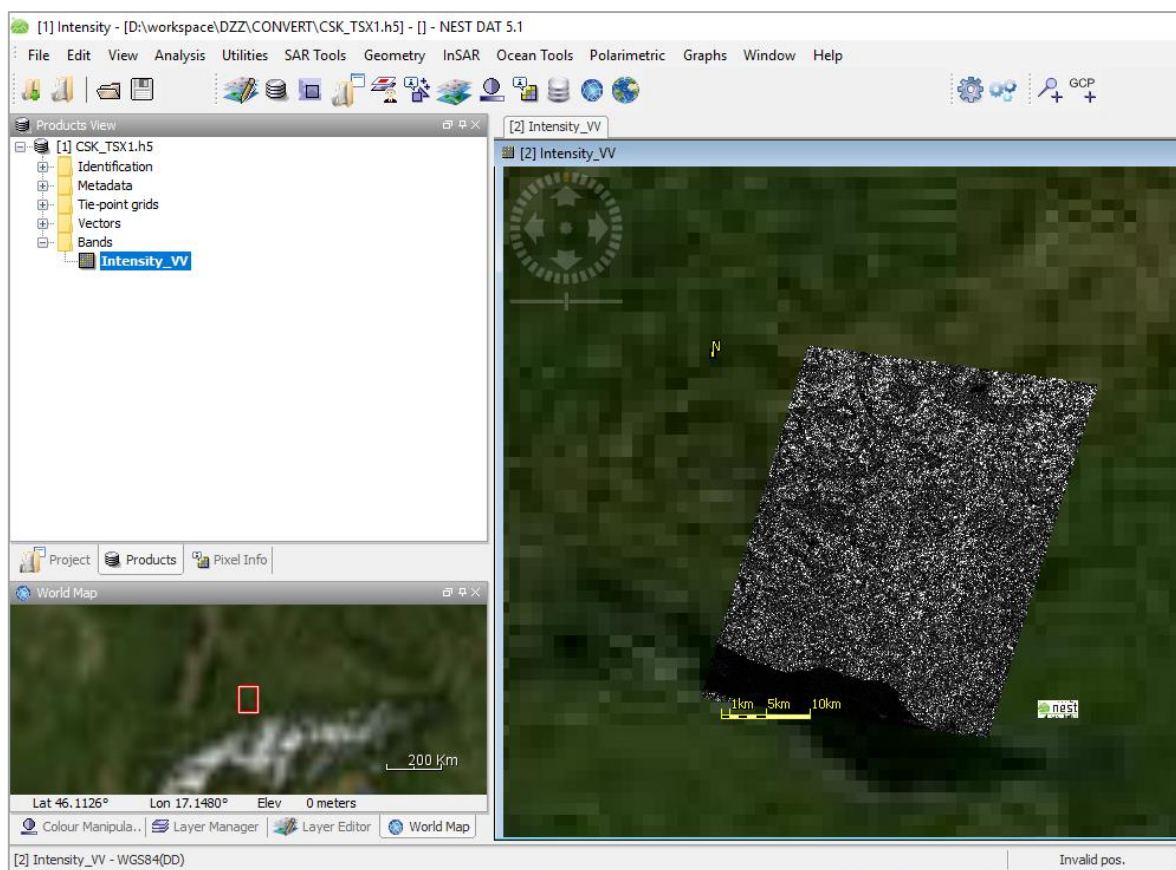 [1] Intensity - [D:\workspace\DZZ\CONVERT\CSK_TSX1.h5] - [] - NEST DAT 5.1
File Edit View Analysis Utilities SAR Tools Geometry InSAR Ocean Tools Polarimetric Graphs Window Help
GCP
Products View
[1] CSK_TSX1.h5
Identification
Metadata
Tie-point grids
Vectors
Bands
Intensity_VV
Project Products Pixel Info
World Map
200 Km
Lat 46.1126° Lon 17.1480° Elev 0 meters
Colour Manipula.. Layer Manager Layer Editor World Map
[2] Intensity_VV
[2] Intensity_VV
N
1km 5km 10km
nest
[2] Intensity_VV - WGS84(DD) Invalid pos.